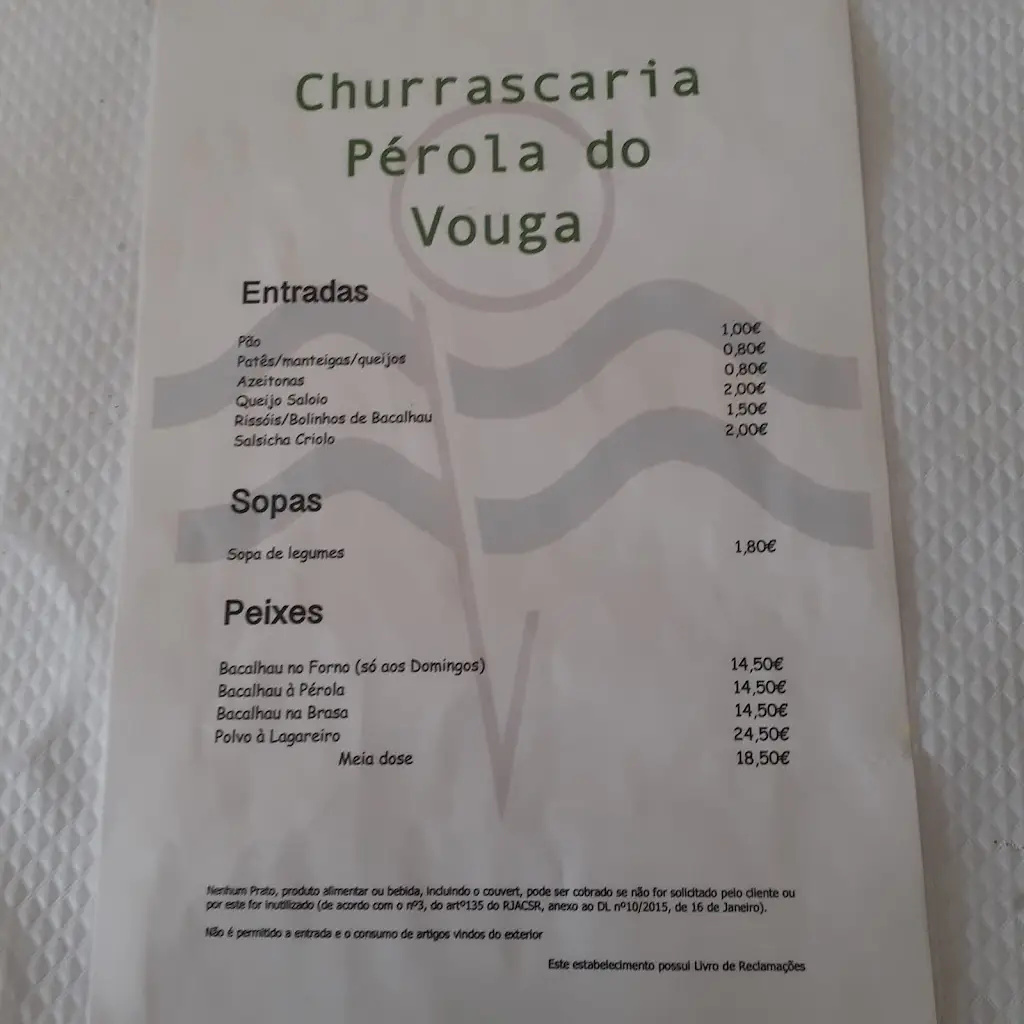 Churrascaria
Pérola do
Vouga
Entradas
Pão 1,00€
Patês/manteigas/queijos 0,80€
Azeitonas 0,80€
Queijo Saloio 2,00€
Rissóis/Bolinhos de Bacalhau 1,50€
Salsicha Criolo 2,00€
Sopas
Sopa de legumes 1,80€
Peixes
Bacalhau no Forno (só aos Domingos) 14,50€
Bacalhau à Pérola 14,50€
Bacalhau na Brasa 14,50€
Polvo à Lagareiro 24,50€
Meia dose 18,50€
Nenhum Prato, produto alimentar ou bebida, incluindo o couvert, pode ser cobrado se não for solicitado pelo cliente ou
por este for inutilizado (de acordo com o nº3, do artº135 do RJACSR, anexo ao DL nº10/2015, de 16 de Janeiro).
Não é permitido a entrada e o consumo de artigos vindos do exterior
Este estabelecimento possui Livro de Reclamações